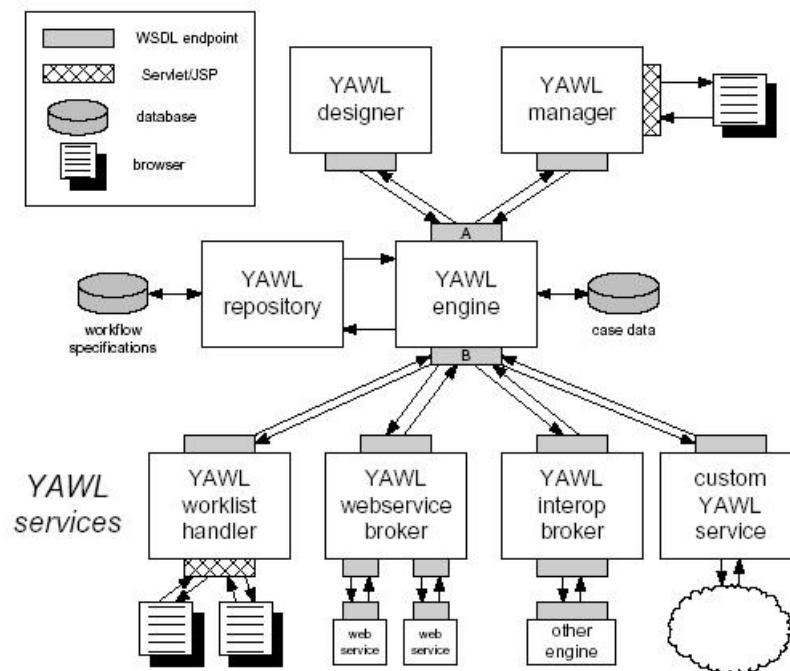 WSDL endpoint
Servlet/JSP
database
browser
YAWL
designer
YAWL
manager
A
YAWL
repository
YAWL
engine
workflow
specifications
case data
B
YAWL
services
YAWL
worklist
handler
YAWL
webservice
broker
YAWL
interop
broker
custom
YAWL
service
web
service
web
service
other
engine